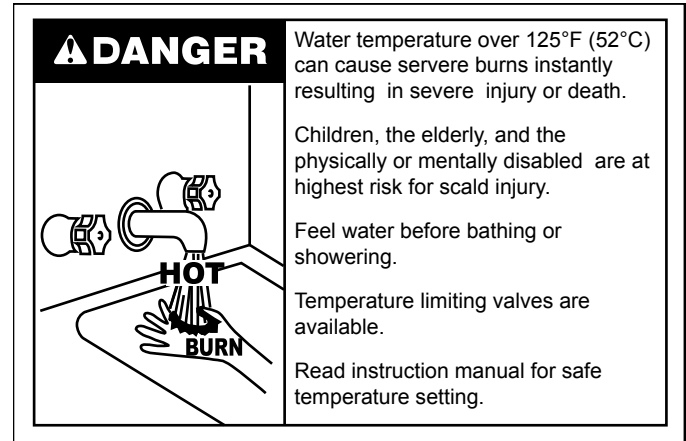 DANGER
Water temperature over 125°F (52°C)
can cause servere burns instantly
resulting in severe injury or death.
Children, the elderly, and the
physically or mentally disabled are at
highest risk for scald injury.
Feel water before bathing or
showering.
Temperature limiting valves are
available.
Read instruction manual for safe
temperature setting.
HOT
BURN